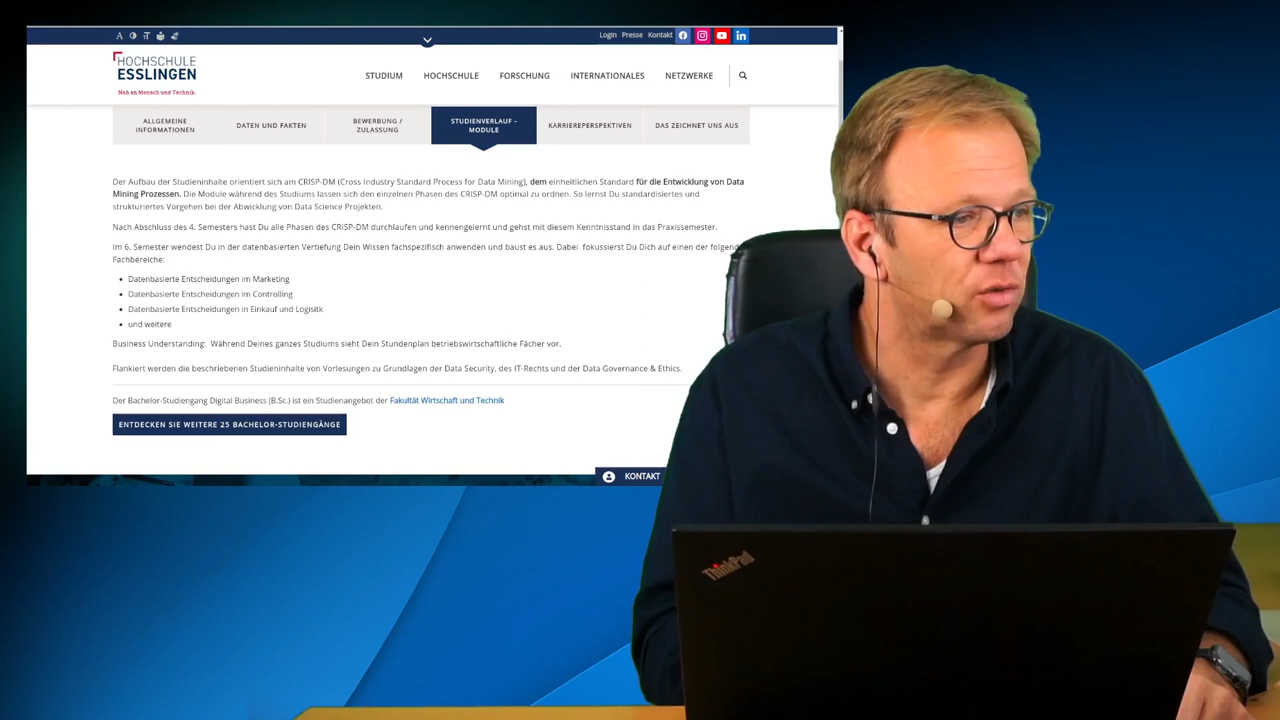 Login Presse Kontakt
HOCHSCHULE
ESSLINGEN
Nah an Mensch und Technik.
STUDIUM HOCHSCHULE FORSCHUNG INTERNATIONALES NETZWERKE
ALLGEMEINE
INFORMATIONEN
DATEN UND FAKTEN
BEWERBUNG /
ZULASSUNG
STUDIENVERLAUF -
MODULE
KARRIEREPERSPEKTIVEN
DAS ZEICHNET UNS AUS
Der Aufbau der Studieninhalte orientiert sich am CRISP-DM (Cross Industry Standard Process for Data Mining), dem einheitlichen Standard für die Entwicklung von Data
Mining Prozessen. Die Module während des Studiums lassen sich den einzelnen Phasen des CRISP-DM optimal zu ordnen. So lernst Du standardisiertes und
strukturiertes Vorgehen bei der Abwicklung von Data Science Projekten.
Nach Abschluss des 4. Semesters hast Du alle Phasen des CRISP-DM durchlaufen und kennengelernt und gehst mit diesem Kenntnisstand in das Praxissemester.
Im 6. Semester wendest Du in der datenbasierten Vertiefung Dein Wissen fachspezifisch anwenden und baust es aus. Dabei fokussierst Du Dich auf einen der
Fachbereiche:
Datenbasierte Entscheidungen im Marketing
Datenbasierte Entscheidungen im Controlling
Datenbasierte Entscheidungen in Einkauf und Logisitk
und weitere
Business Understanding: Während Deines ganzes Studiums sieht Dein Stundenplan betriebswirtschaftliche Fächer vor.
Flankiert werden die beschriebenen Studieninhalte von Vorlesungen zu Grundlagen der Data Security, des IT-Rechts und der Data Governance & Ethics.
Der Bachelor-Studiengang Digital Business (B.Sc.) ist ein Studienangebot der Fakultät Wirtschaft und Technik
ENTDECKEN SIE WEITERE 25 BACHELOR-STUDIENGÄNGE
KONTAKT
ThinkPad